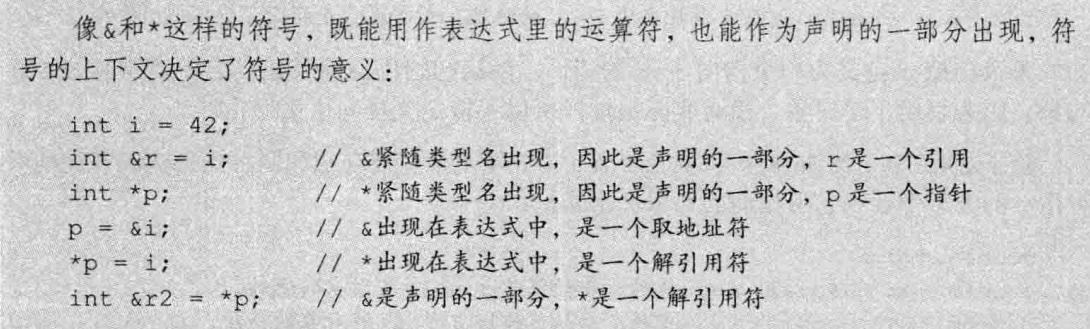 像&和*这样的符号，既能用作表达式里的运算符，也能作为声明的一部分出现，符
号的上下文决定了符号的意义：
int i = 42;
int &r = i; // &紧随类型名出现，因此是声明的一部分，r 是一个引用
int *p; // *紧随类型名出现，因此是声明的一部分，p 是一个指针
p = &i; // &出现在表达式中，是一个取地址符
*p = i; // *出现在表达式中，是一个解引用符
int &r2 = *p; // &是声明的一部分，*是一个解引用符